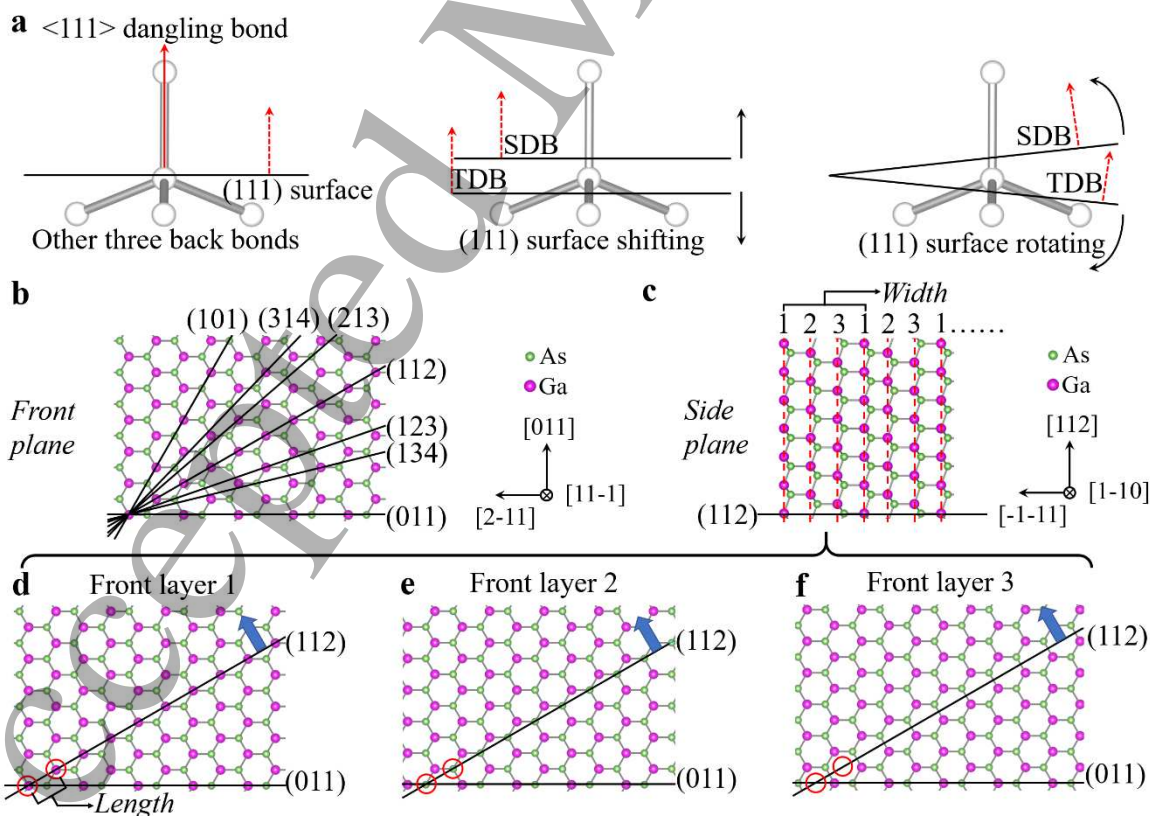 a
<111> dangling bond
(111) surface
Other three back bonds
SDB
TDB
(111) surface shifting
SDB
TDB
(111) surface rotating
b
(101) (314) (213)
(112)
(123)
(134)
(011)
Front
plane
As
Ga
[011]
[11-1]
[2-11]
c
Width
1 2 3 1 2 3 1......
As
Ga
Side
plane
[112]
[1-10]
[-1-11]
(112)
d Front layer 1
(112)
(011)
Length
e Front layer 2
(112)
(011)
f Front layer 3
(112)
(011)
ccepted M